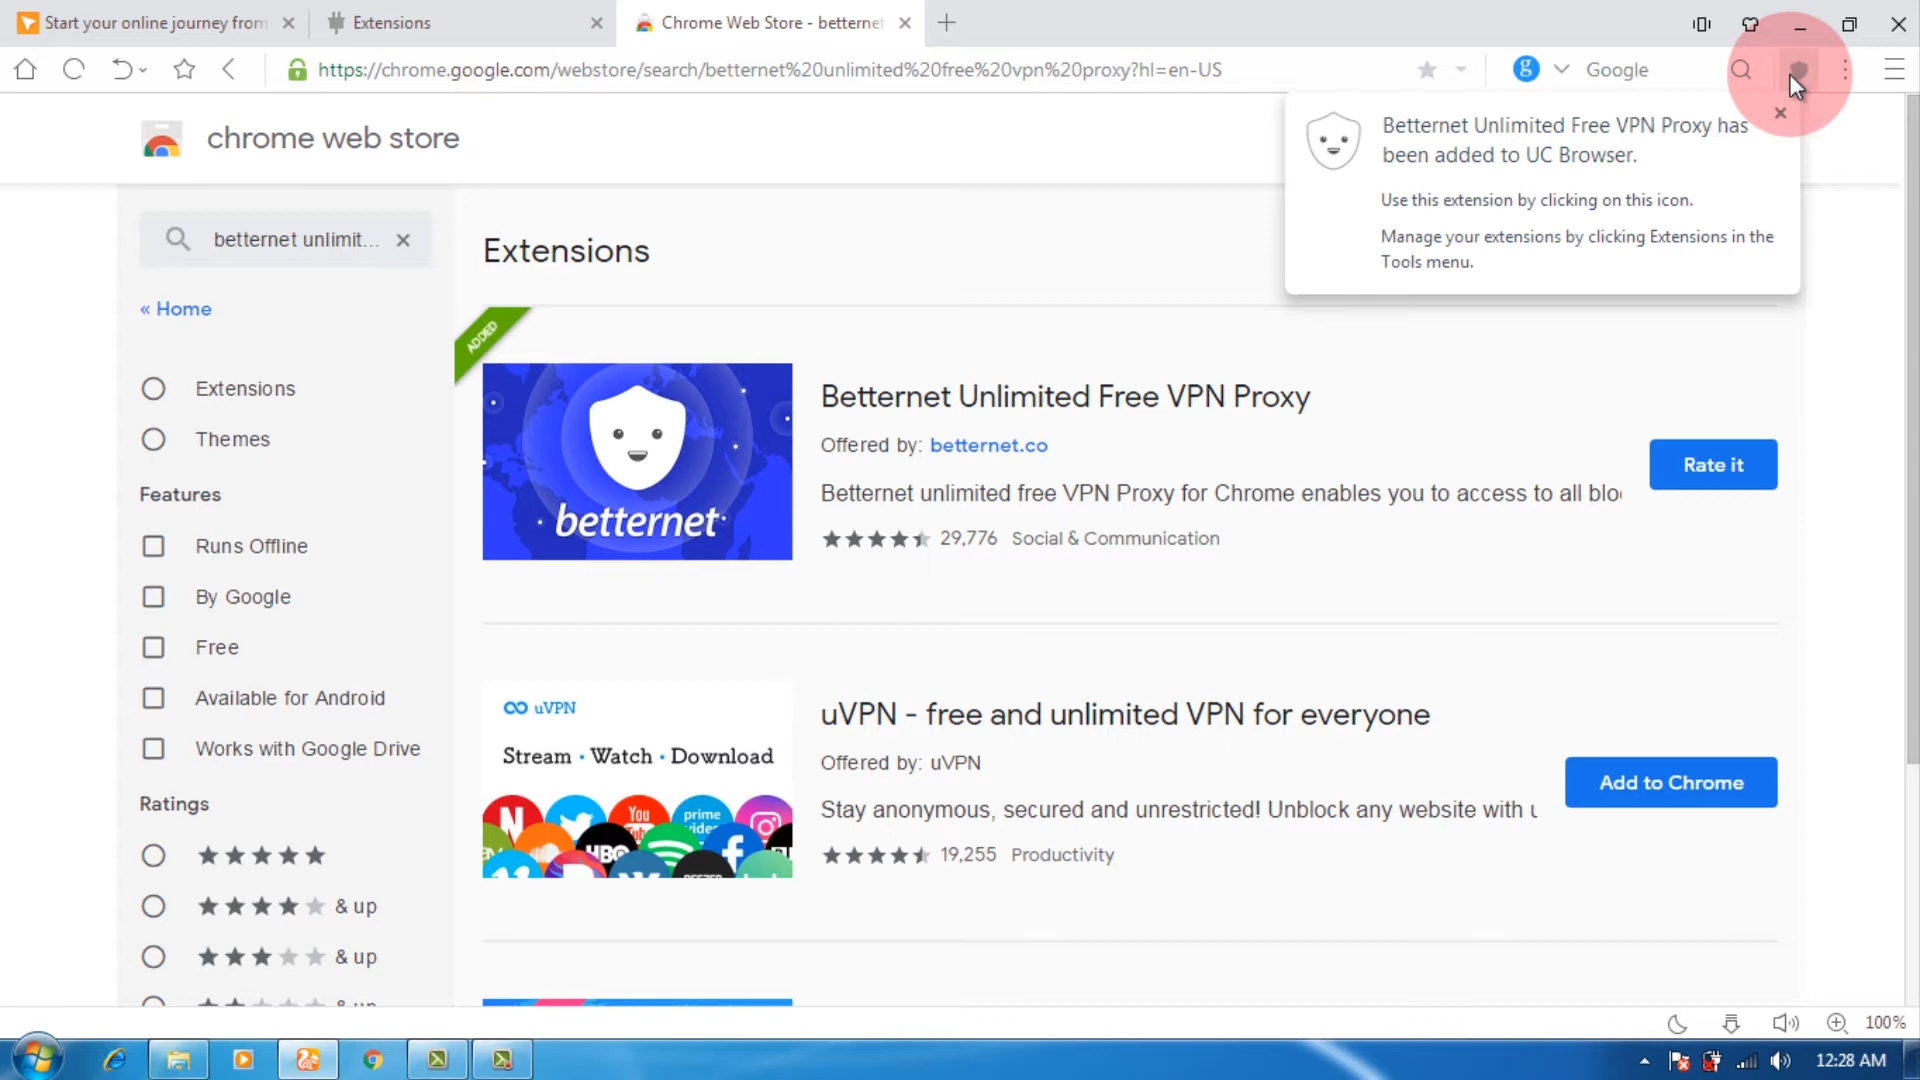 Start your online journey from
Extensions
Chrome Web Store - betternet
https://chrome.google.com/webstore/search/betternet%20unlimited%20free%20vpn%20proxy?hl=en-US
g
Google
chrome web store
Betternet Unlimited Free VPN Proxy has
been added to UC Browser.
Use this extension by clicking on this icon.
Manage your extensions by clicking Extensions in the
Tools menu.
betternet unlimit...
« Home
Extensions
Themes
Features
Runs Offline
By Google
Free
Available for Android
Works with Google Drive
Ratings
& up
& up
& up
Extensions
ADDED
betternet
Betternet Unlimited Free VPN Proxy
Offered by: betternet.co
Betternet unlimited free VPN Proxy for Chrome enables you to access to all blo
29,776 Social & Communication
Rate it
uVPN
Stream · Watch · Download
You
Tube
prime
video
HBO
uVPN - free and unlimited VPN for everyone
Offered by: uVPN
Stay anonymous, secured and unrestricted! Unblock any website with u
19,255 Productivity
Add to Chrome
100%
12:28 AM